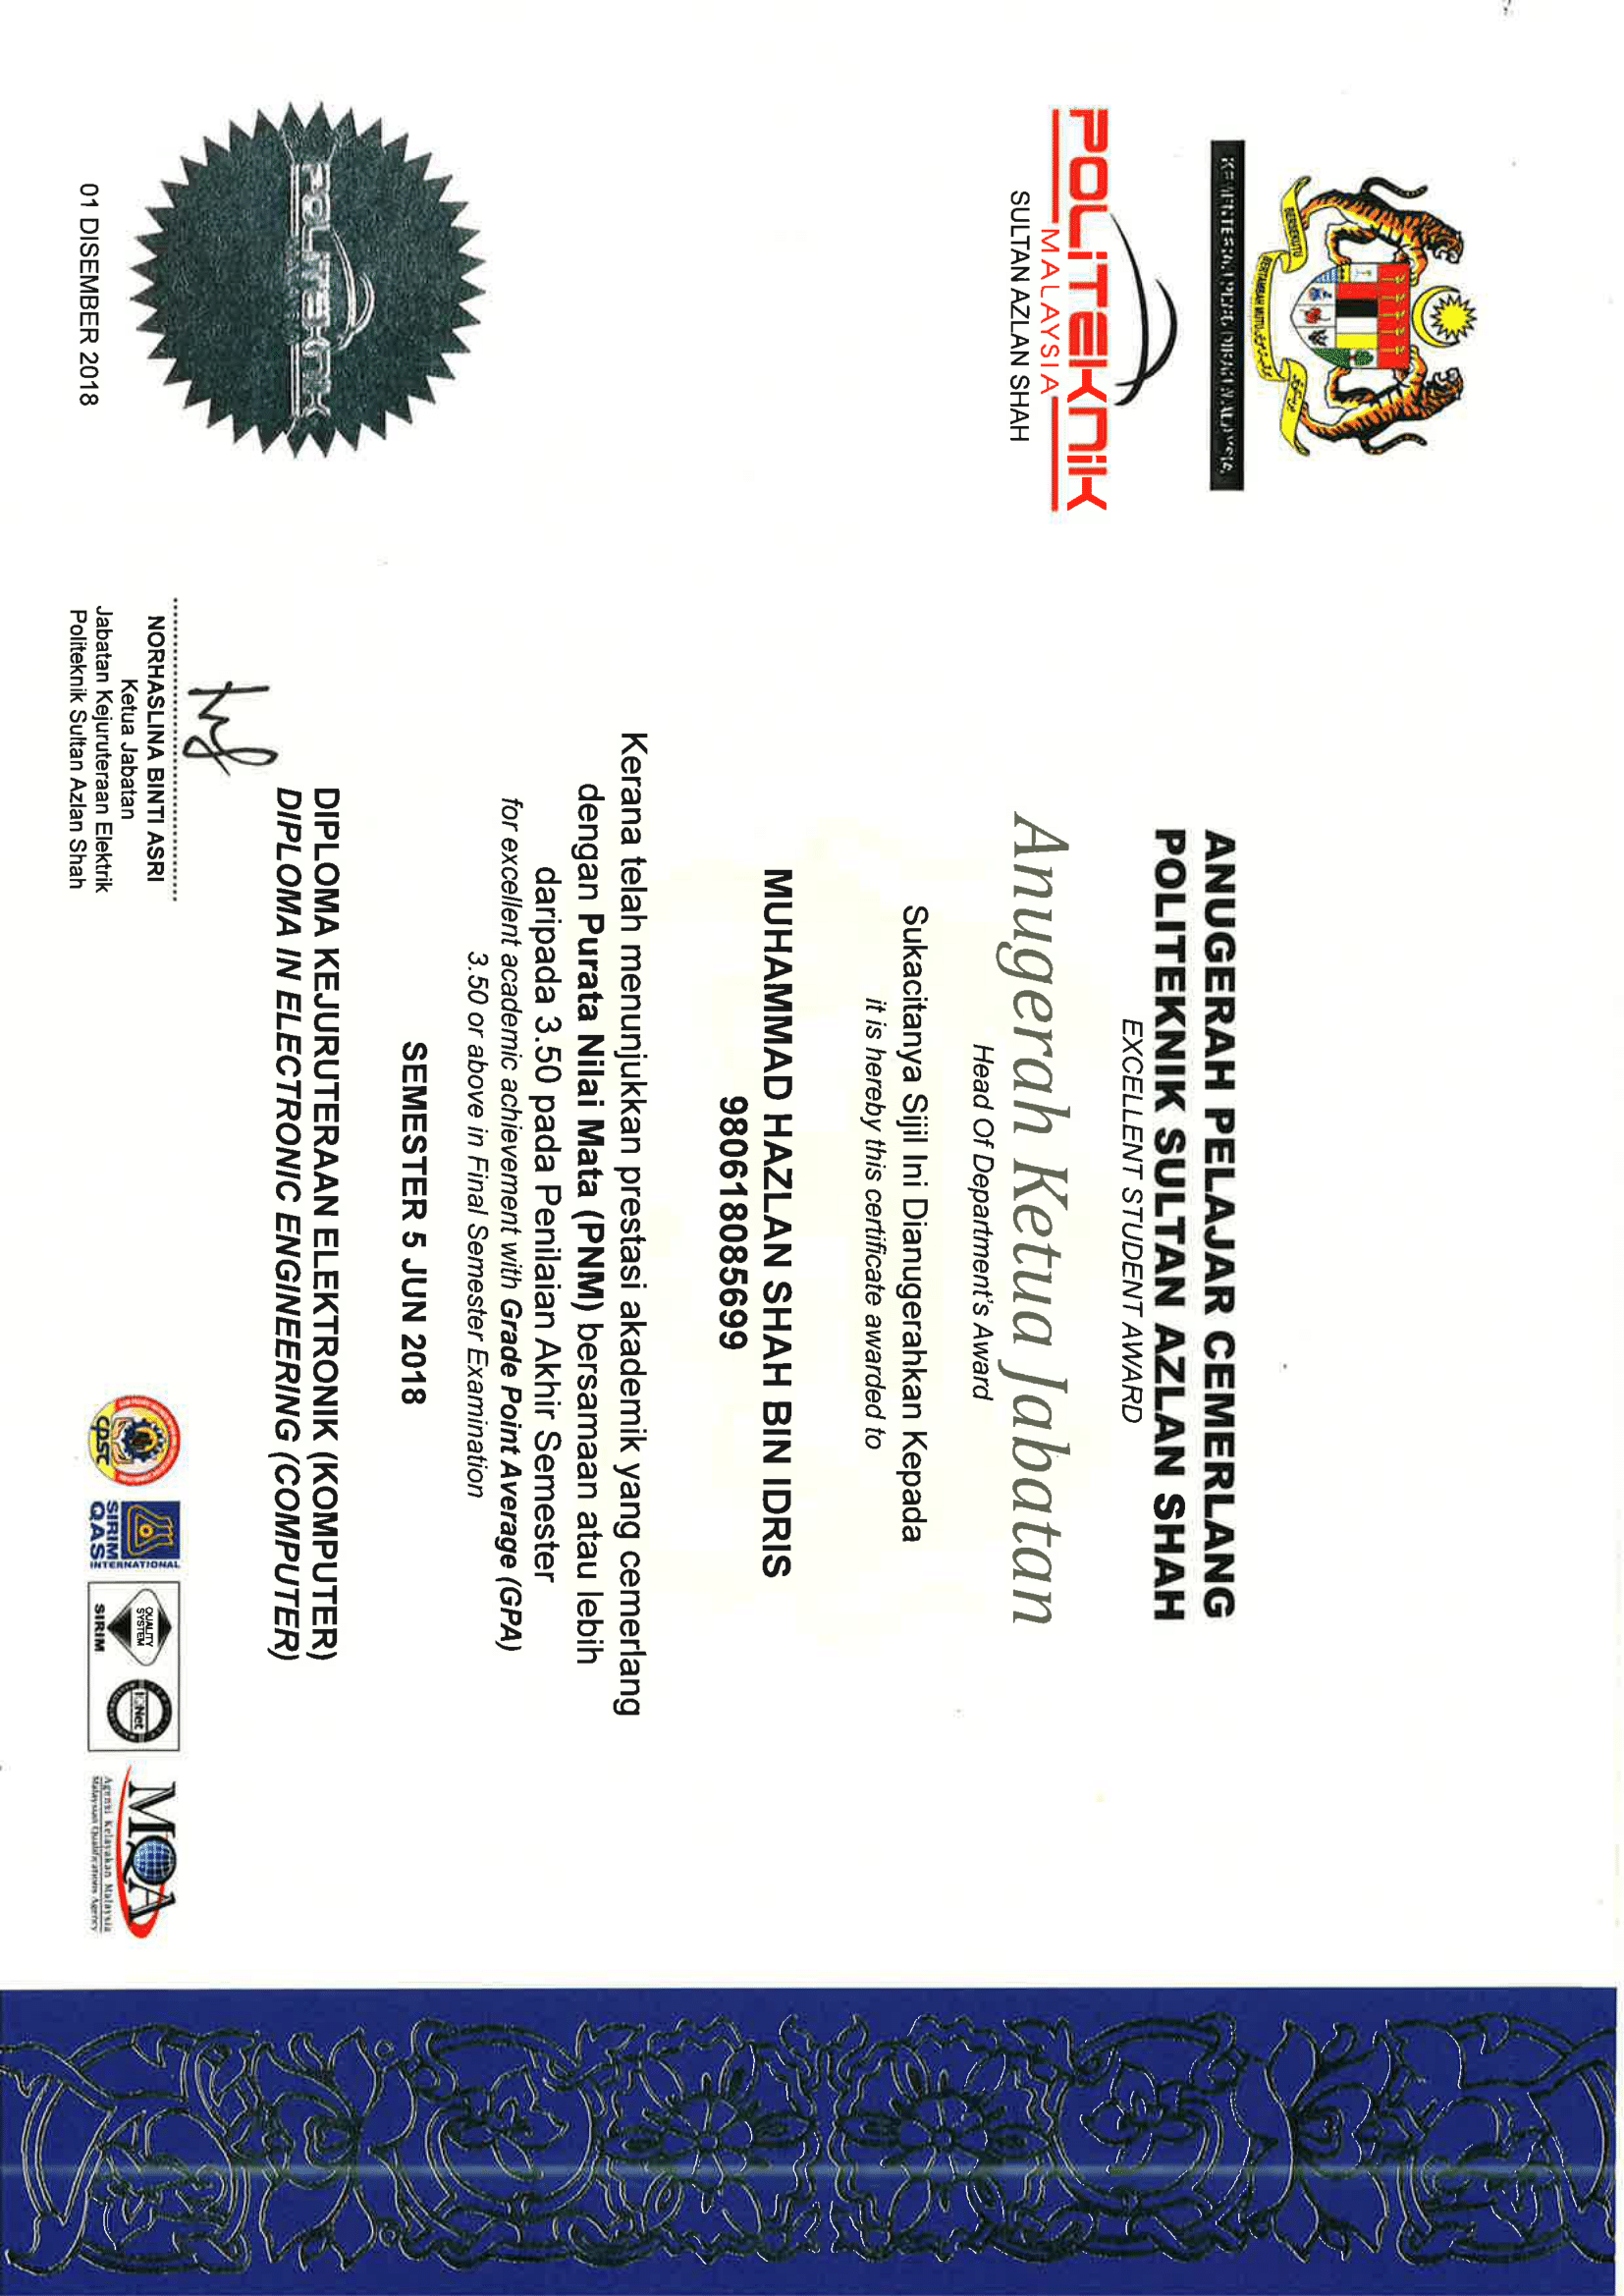 KEMENTERIAN PENDIDIKAN MALAYSIA
POLITEKNIK
MALAYSIA
SULTAN AZLAN SHAH
ANUGERAH PELAJAR CEMERLANG
POLITEKNIK SULTAN AZLAN SHAH
EXCELLENT STUDENT AWARD
Anugerah Ketua Jabatan
Head Of Department's Award
Sukacitanya Sijil Ini Dianugerahkan Kepada
it is hereby this certificate awarded to
MUHAMMAD HAZLAN SHAH BIN IDRIS
980618085699
Kerana telah menunjukkan prestasi akademik yang cemerlang
dengan Purata Nilai Mata (PNM) bersamaan atau lebih
daripada 3.50 pada Penilaian Akhir Semester
for excellent academic achievement with Grade Point Average (GPA)
3.50 or above in Final Semester Examination
SEMESTER 5 JUN 2018
DIPLOMA KEJURUTERAAN ELEKTRONIK (KOMPUTER)
DIPLOMA IN ELECTRONIC ENGINEERING (COMPUTER)
POLITEKNIK
01 DISEMBER 2018
NORHASLINA BINTI ASRI
Ketua Jabatan
Jabatan Kejuruteraan Elektrik
Politeknik Sultan Azlan Shah
cpsc
SIRIM
QAS
INTERNATIONAL
QUALITY
SYSTEM
SIRIM
IQNet
MQA
Agensi Kelayakan Malaysia
Malaysian Qualifications Agency